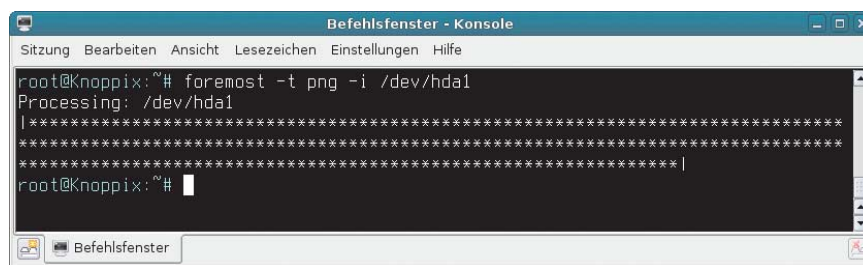 Befehlsfenster - Konsole
Sitzung Bearbeiten Ansicht Lesezeichen Einstellungen Hilfe
root@Knoppix:~# foremost -t png -i /dev/hda1
Processing: /dev/hda1
|*******************************************************************************
********************************************************************************
****************************************************************|
root@Knoppix:~#
Befehlsfenster